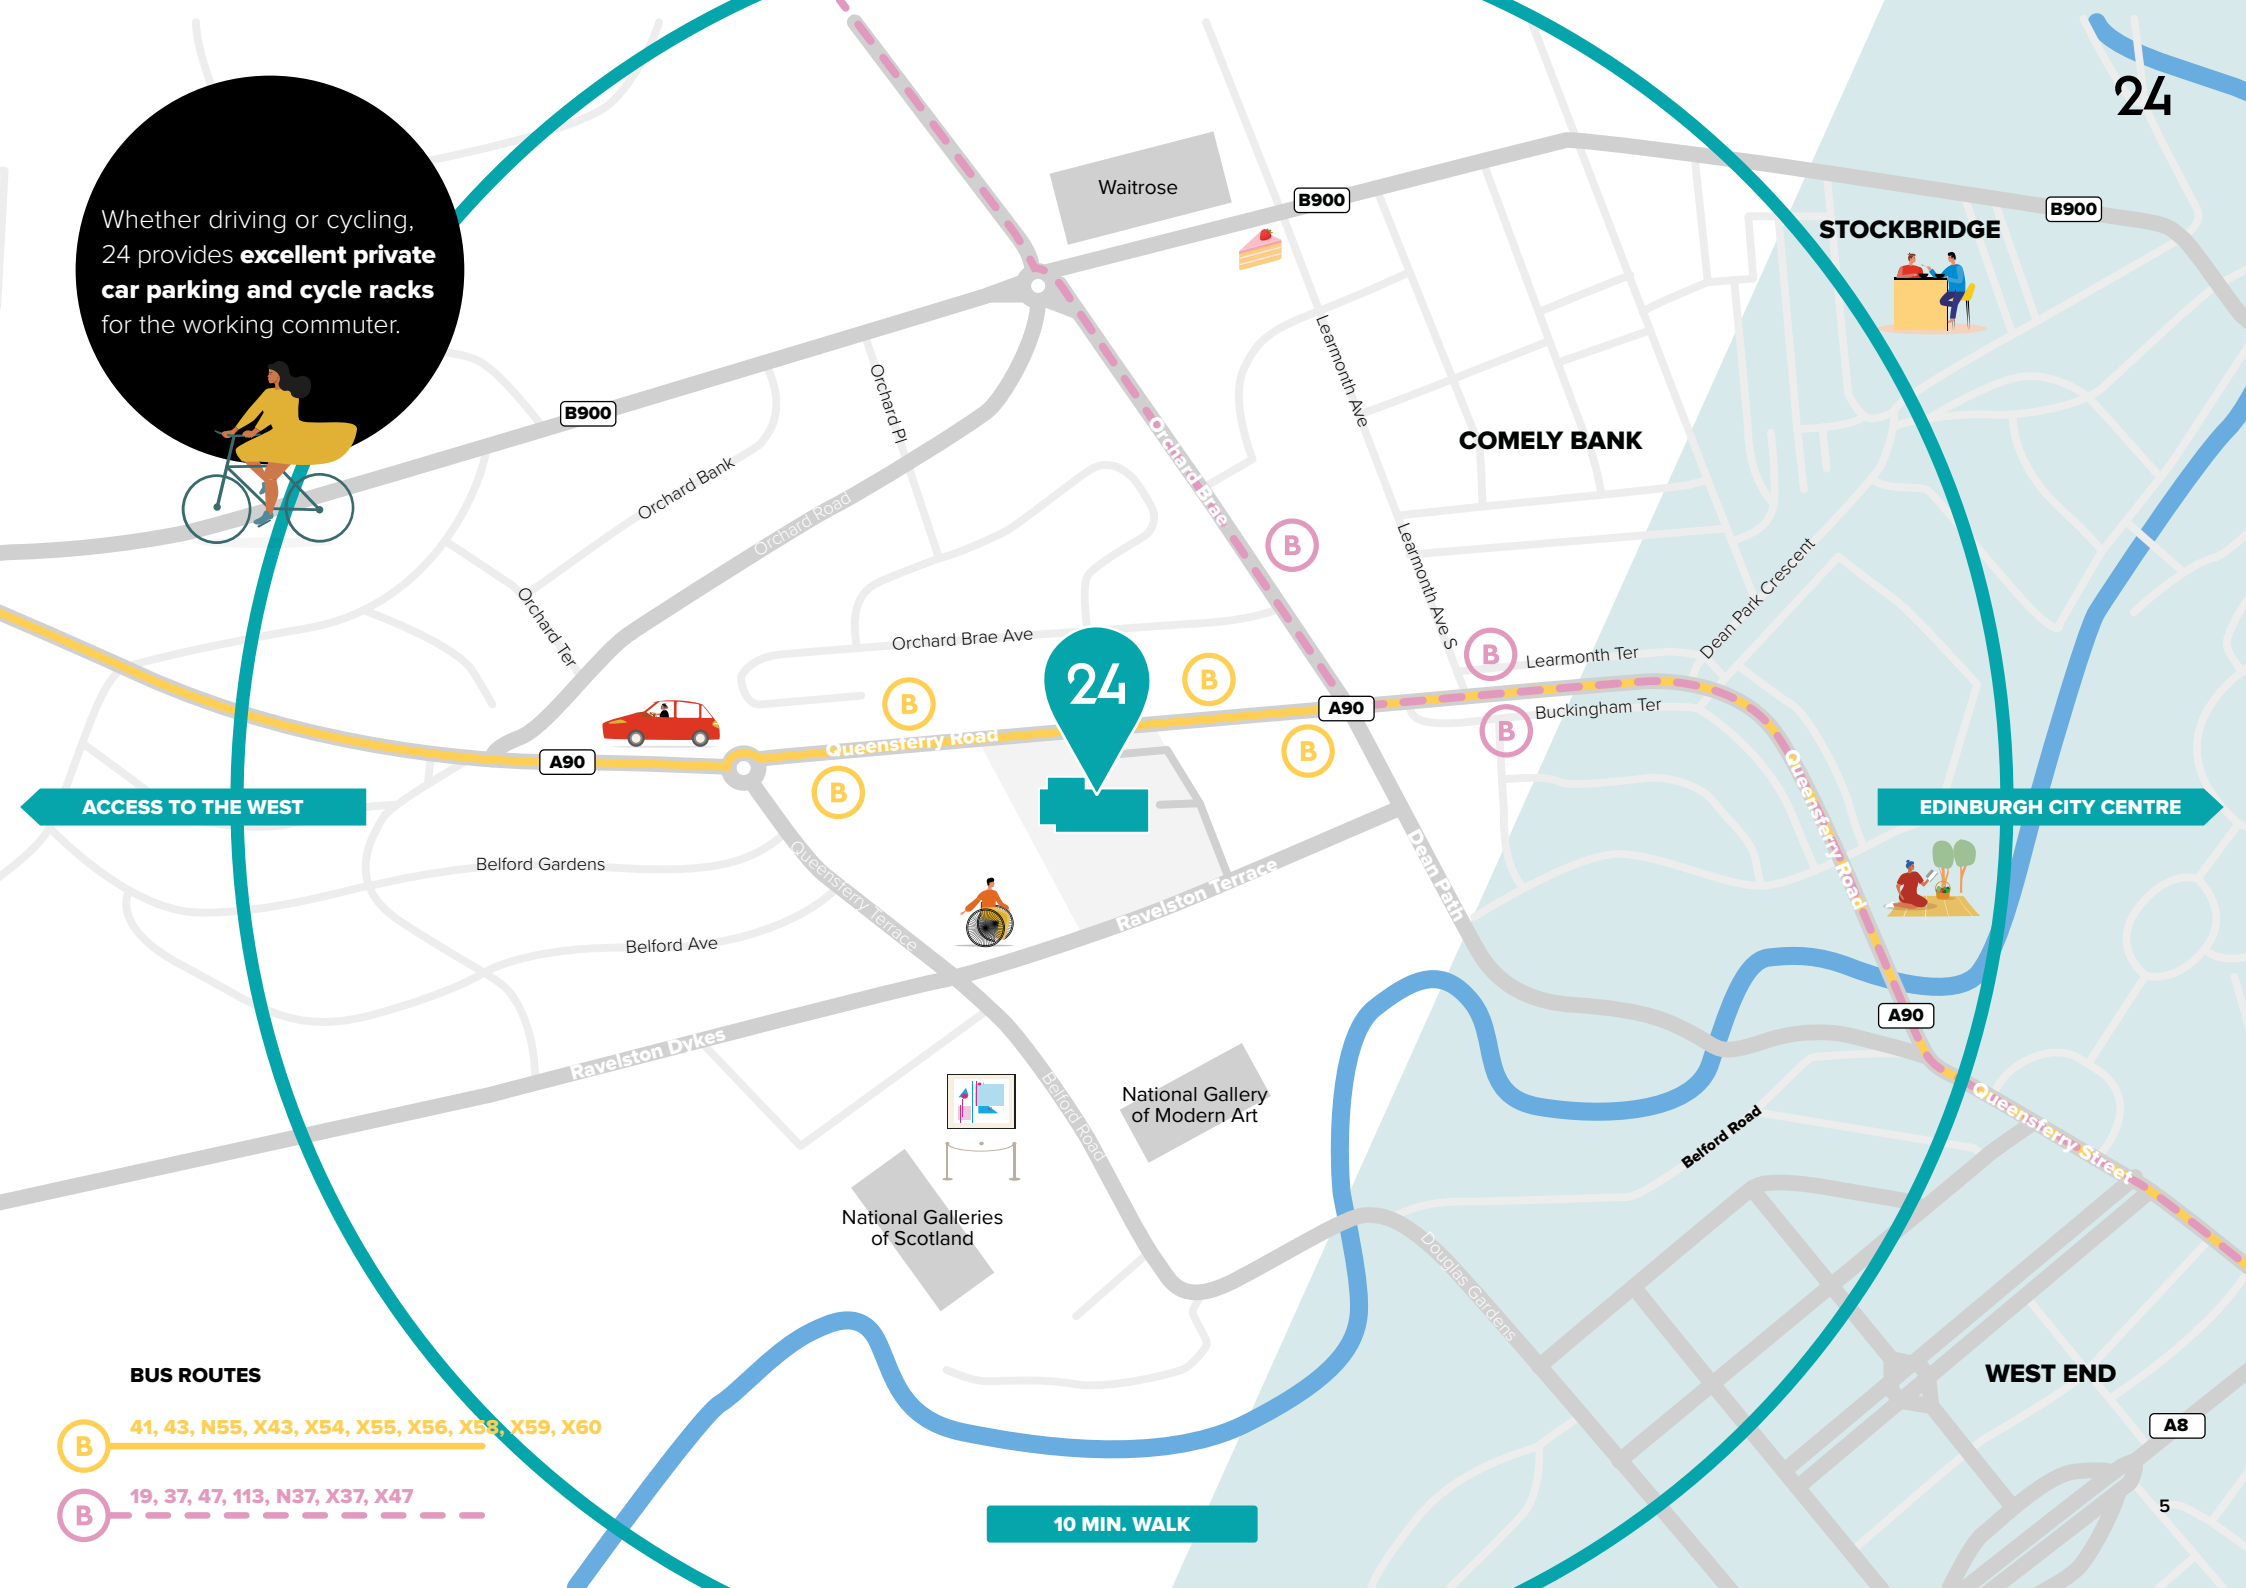 24
Whether driving or cycling,
24 provides excellent private
car parking and cycle racks
for the working commuter.
Waitrose
B900
B900
STOCKBRIDGE
B900
COMELY BANK
Orchard Pl
Orchard Bank
Orchard Road
Orchard Ter
Orchard Brae
Learmonth Ave
Learmonth Ave S
Dean Park Crescent
B
Orchard Brae Ave
24
B
B
B
Learmonth Ter
Buckingham Ter
B
A90
B
B
Queensferry Road
A90
Queensferry Road
ACCESS TO THE WEST
EDINBURGH CITY CENTRE
Belford Gardens
Queensferry Terrace
Ravelston Terrace
Dean Path
Belford Ave
A90
Ravelston Dykes
Belford Road
National Gallery
of Modern Art
Belford Road
Queensferry Street
National Galleries
of Scotland
Douglas Gardens
WEST END
A8
BUS ROUTES
B
41, 43, N55, X43, X54, X55, X56, X58, X59, X60
B
19, 37, 47, 113, N37, X37, X47
10 MIN. WALK
5